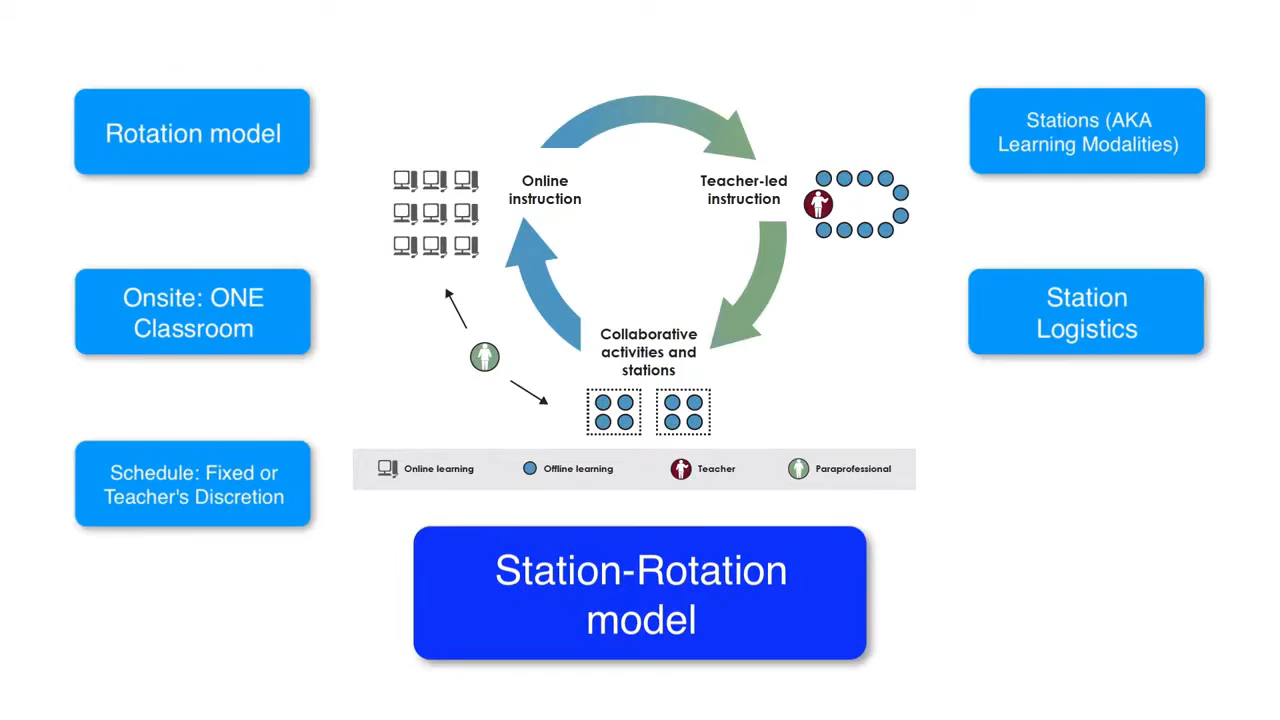 Rotation model
Onsite: ONE
Classroom
Schedule: Fixed or
Teacher's Discretion
Online
instruction
Teacher-led
instruction
Collaborative
activities and
stations
Online learning
Offline learning
Teacher
Paraprofessional
Station-Rotation
model
Stations (AKA
Learning Modalities)
Station
Logistics